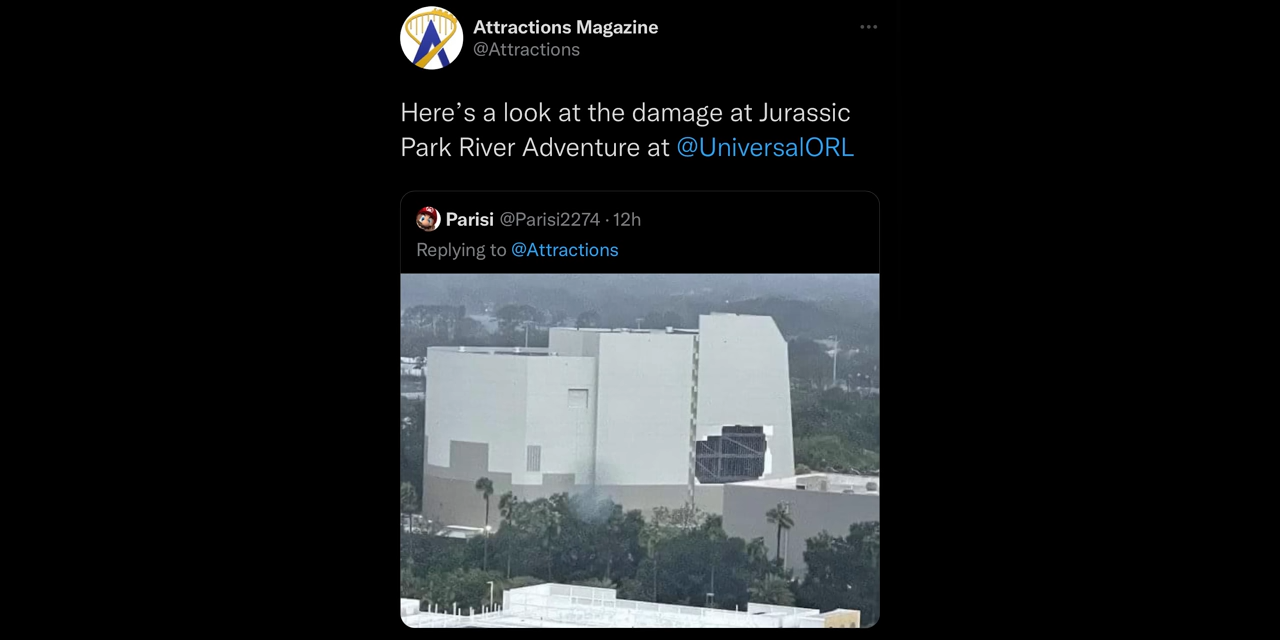 Attractions Magazine
@Attractions
Here’s a look at the damage at Jurassic
Park River Adventure at @UniversalORL
Parisi @Parisi2274 · 12h
Replying to @Attractions